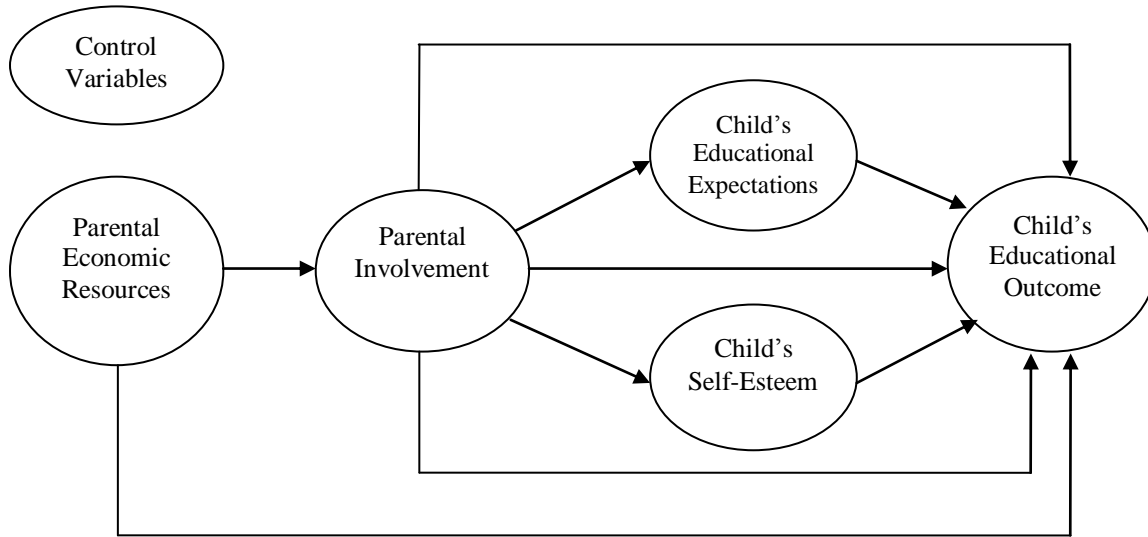 Control
Variables
Parental
Economic
Resources
Parental
Involvement
Child’s
Educational
Expectations
Child’s
Self-Esteem
Child’s
Educational
Outcome